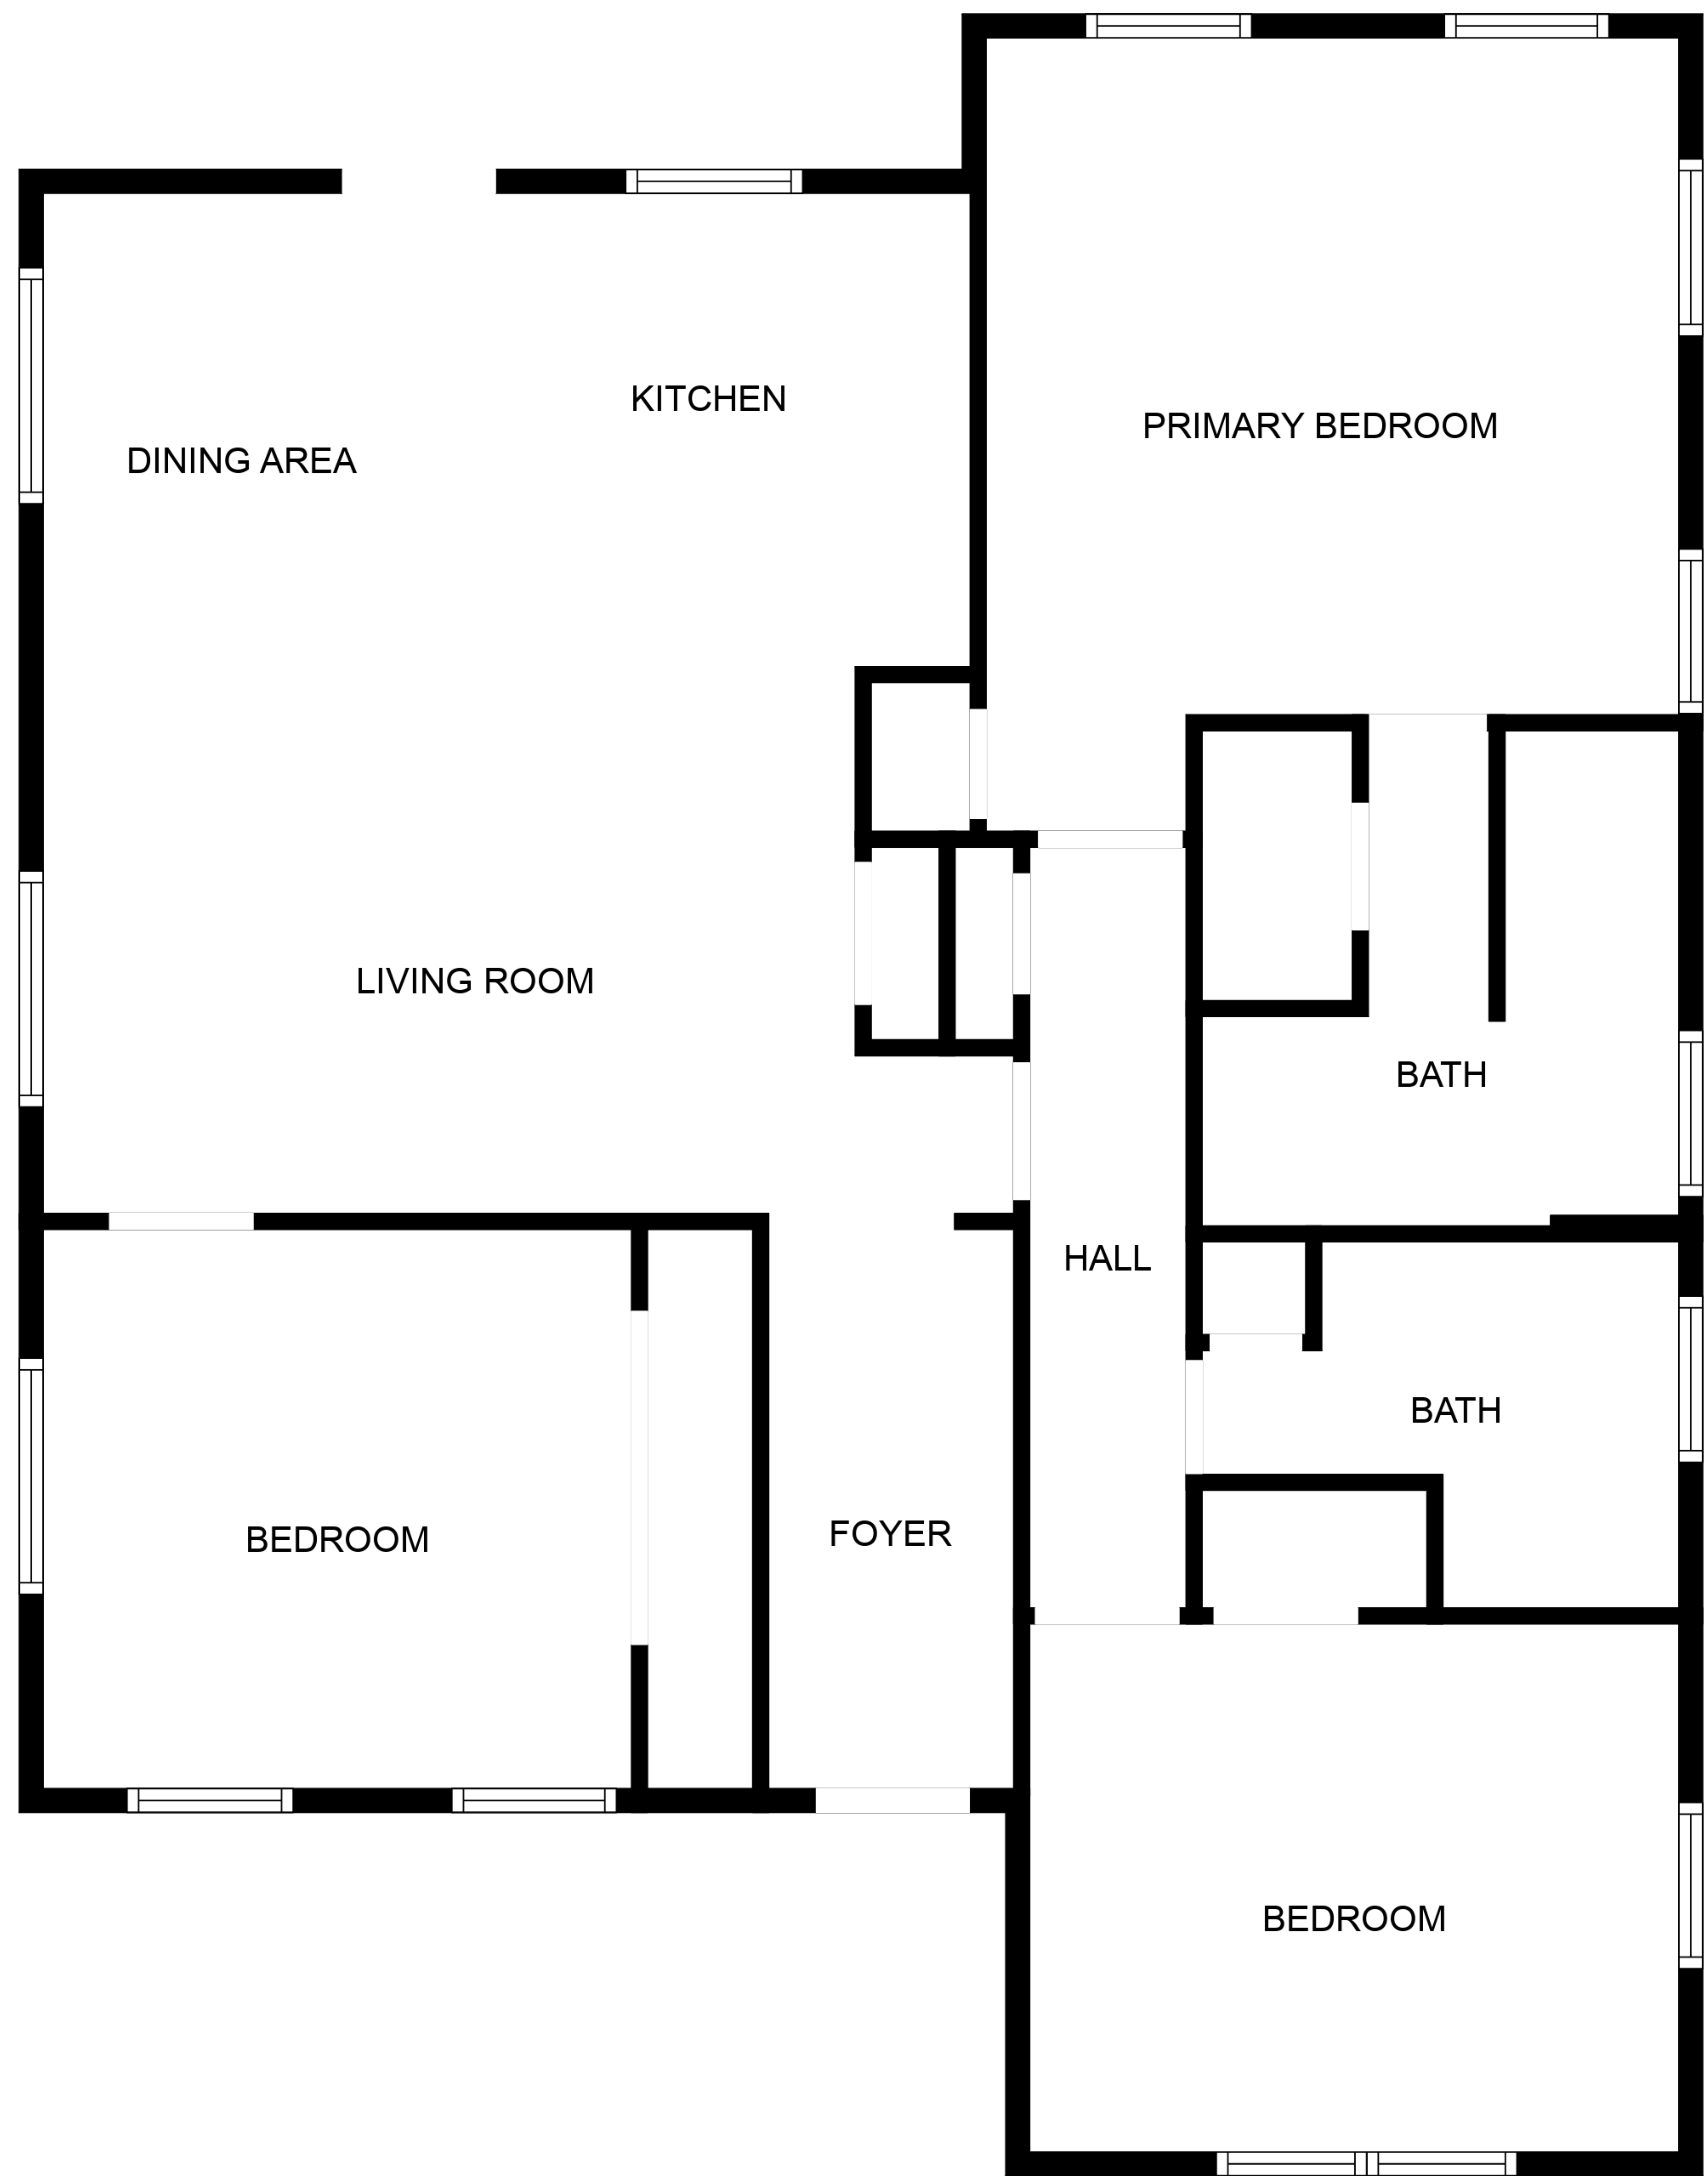 KITCHEN
PRIMARY BEDROOM
DINING AREA
LIVING ROOM
BATH
HALL
BATH
FOYER
BEDROOM
BEDROOM